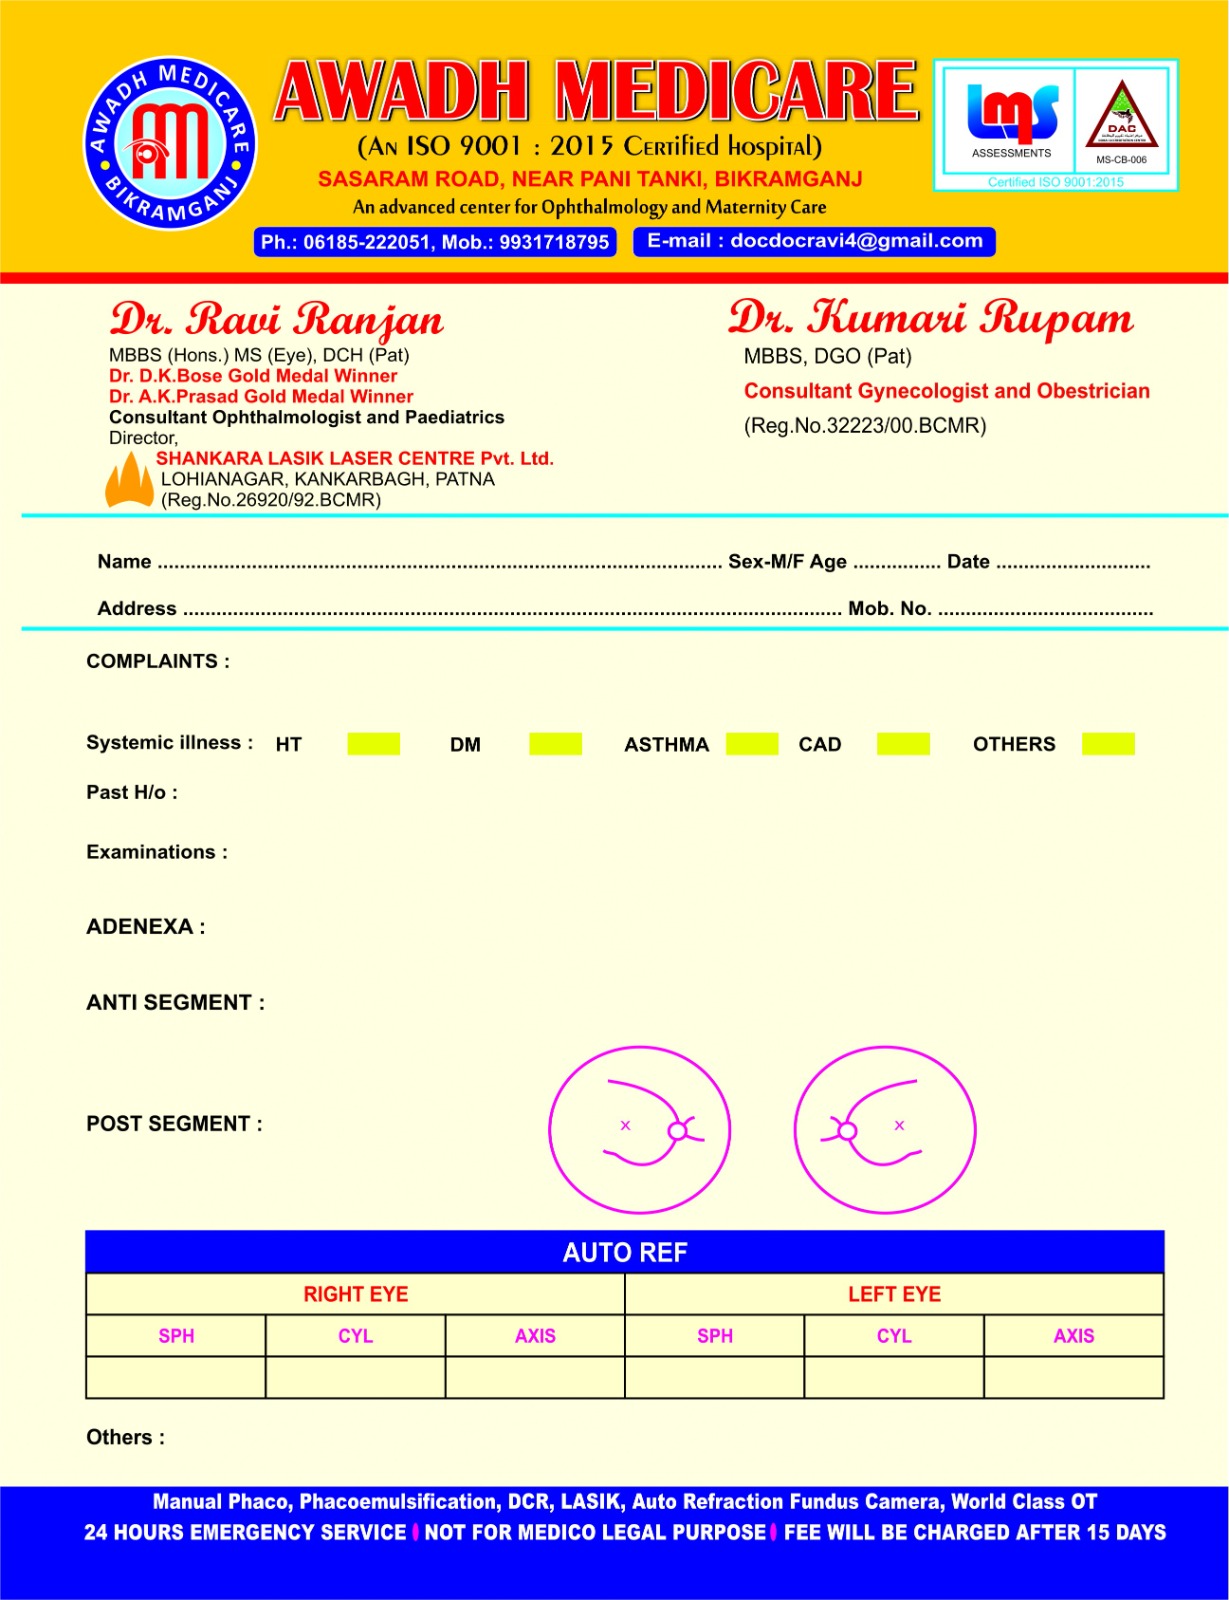 AWADH MEDICARE
BIKRAMGANJ
AWADH MEDICARE
(AN ISO 9001 : 2015 CERTIFIED HOSPITAL)
SASARAM ROAD, NEAR PANI TANKI, BIKRAMGANJ
An advanced center for Ophthalmology and Maternity Care
Ph.: 06185-222051, Mob.: 9931718795
E-mail : docdocravi4@gmail.com
LMS
ASSESSMENTS
DAC
MS-CB-006
Certified ISO 9001:2015
Dr. Ravi Ranjan
MBBS (Hons.) MS (Eye), DCH (Pat)
Dr. D.K.Bose Gold Medal Winner
Dr. A.K.Prasad Gold Medal Winner
Consultant Ophthalmologist and Paediatrics
Director,
SHANKARA LASIK LASER CENTRE Pvt. Ltd.
LOHIANAGAR, KANKARBAGH, PATNA
(Reg.No.26920/92.BCMR)
Dr. Kumari Rupam
MBBS, DGO (Pat)
Consultant Gynecologist and Obestrician
(Reg.No.32223/00.BCMR)
Name ........ Sex-M/F Age ........ Date ........
Address ........ Mob. No. ........
COMPLAINTS :
Systemic illness : HT DM ASTHMA CAD OTHERS
Past H/o :
Examinations :
ADENEXA :
ANTI SEGMENT :
POST SEGMENT :
x x
AUTO REF
RIGHT EYE LEFT EYE
SPH CYL AXIS SPH CYL AXIS
Others :
Manual Phaco, Phacoemulsification, DCR, LASIK, Auto Refraction Fundus Camera, World Class OT
24 HOURS EMERGENCY SERVICE NOT FOR MEDICO LEGAL PURPOSE FEE WILL BE CHARGED AFTER 15 DAYS